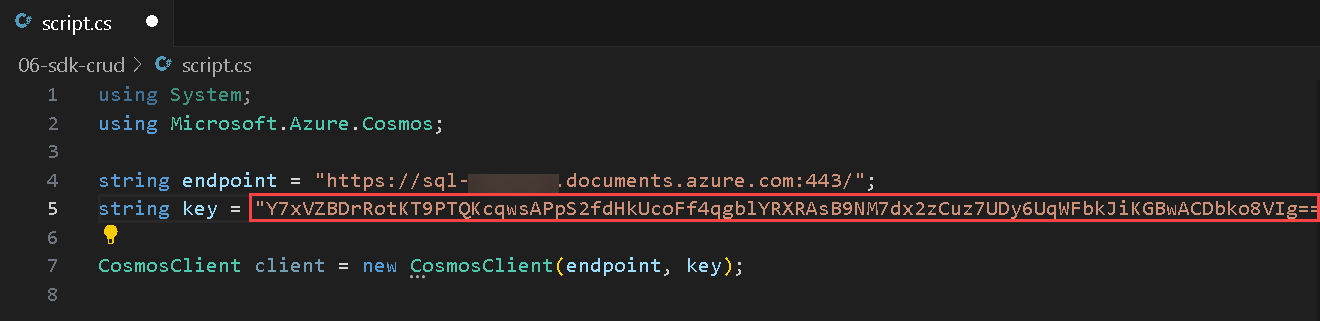 script.cs
06-sdk-crud > script.cs
1 using System;
2 using Microsoft.Azure.Cosmos;
3
4 string endpoint = "https://sql- .documents.azure.com:443/";
5 string key = "Y7xVZBDrRotKT9PTQKcqwsAPpS2fdHkUcoFf4qgblYRXRAsB9NM7dx2zCuz7UDy6UqWFbkJiKGBwACDbko8VIg==
6
7 CosmosClient client = new CosmosClient(endpoint, key);
8